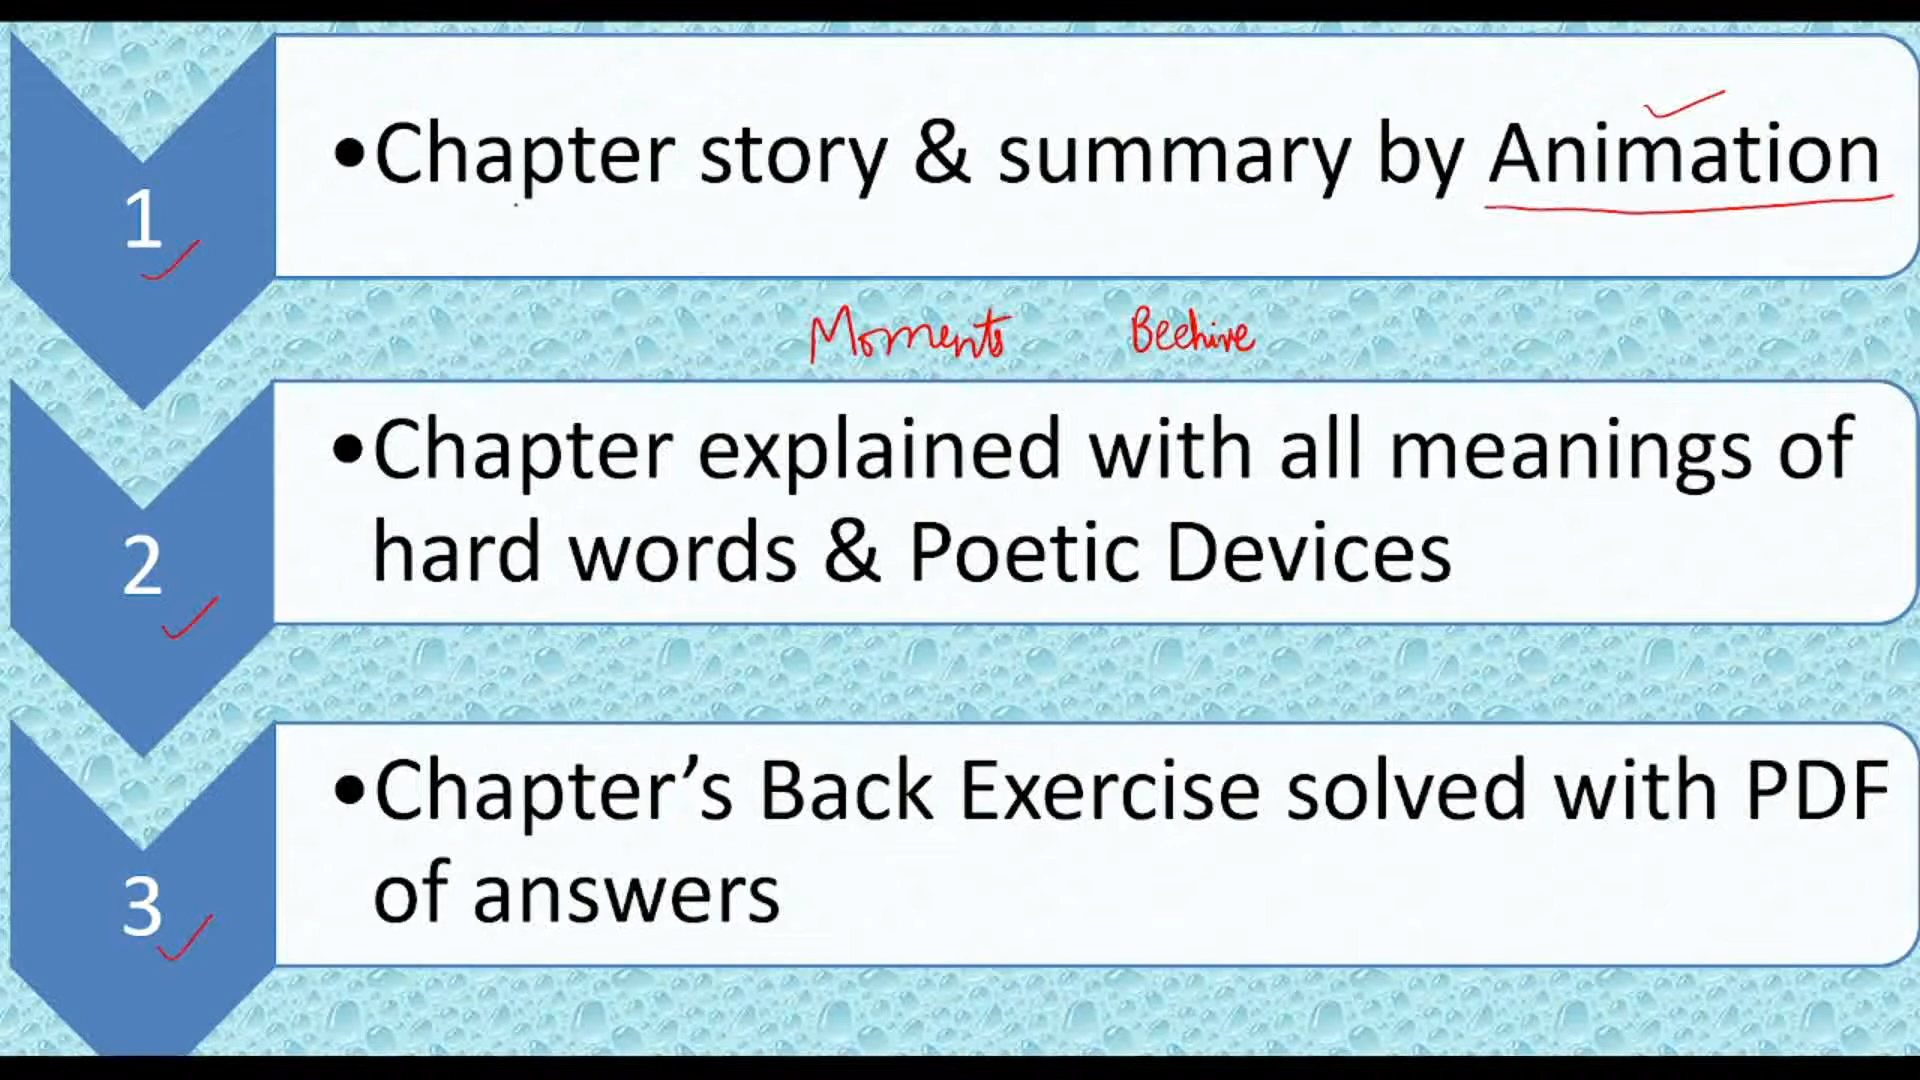 1
•Chapter story & summary by Animation
Moments Beehive
2
•Chapter explained with all meanings of
hard words & Poetic Devices
3
•Chapter’s Back Exercise solved with PDF
of answers